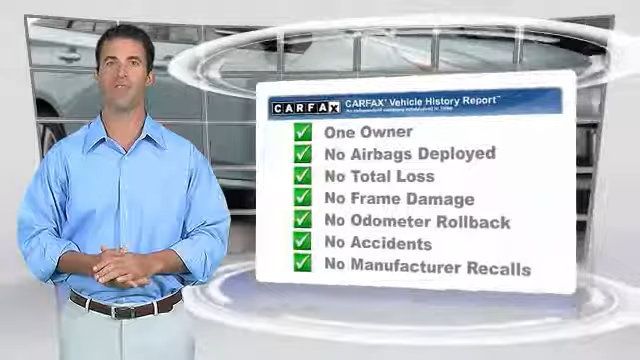 CARFAX CARFAX Vehicle History Report™
One Owner
No Airbags Deployed
No Total Loss
No Frame Damage
No Odometer Rollback
No Accidents
No Manufacturer Recalls